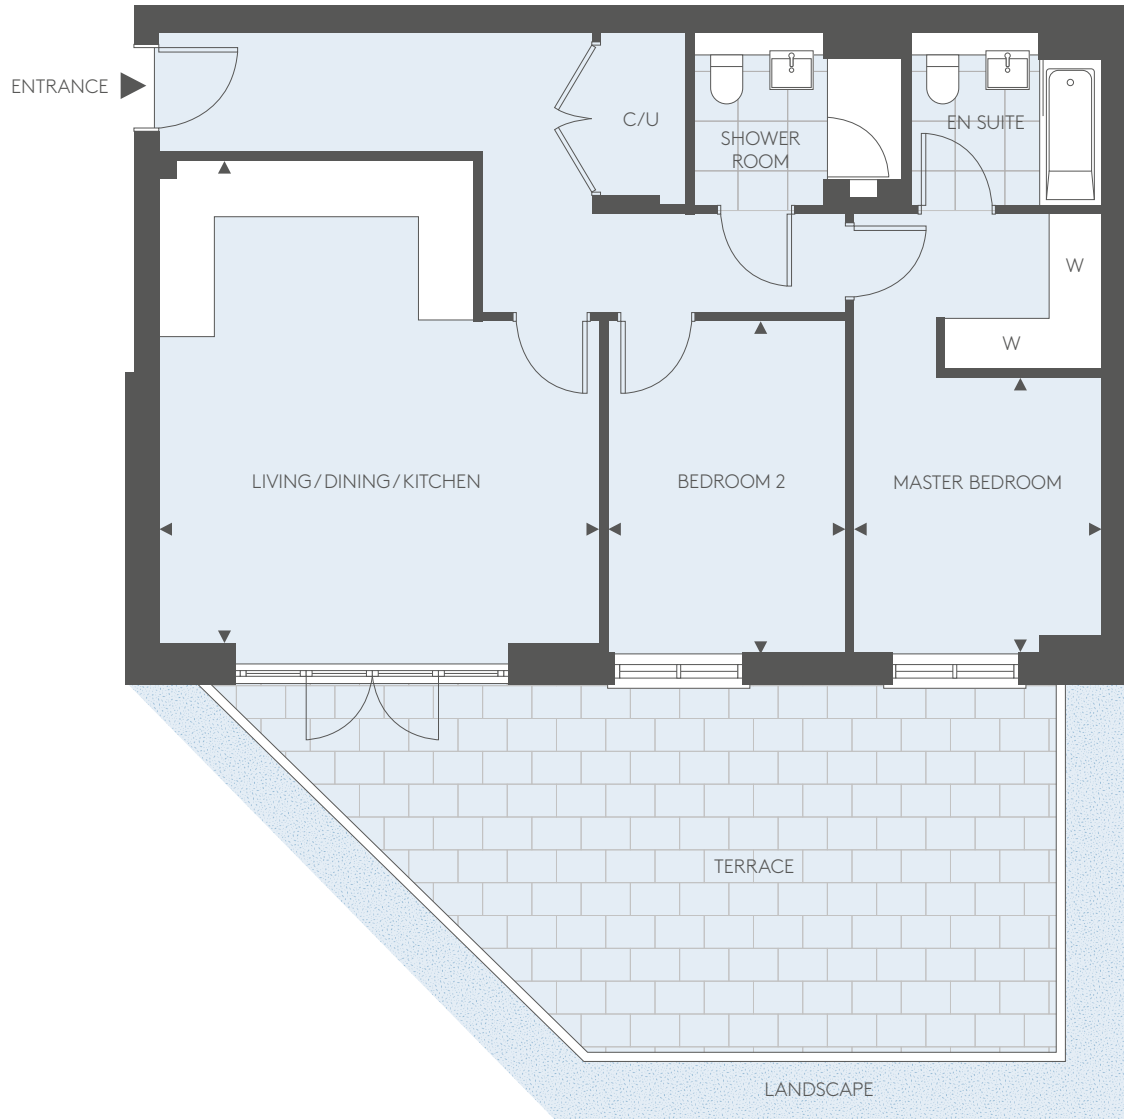 ENTRANCE
C/U
SHOWER
ROOM
EN SUITE
W
W
LIVING/DINING/KITCHEN
BEDROOM 2
MASTER BEDROOM
TERRACE
LANDSCAPE